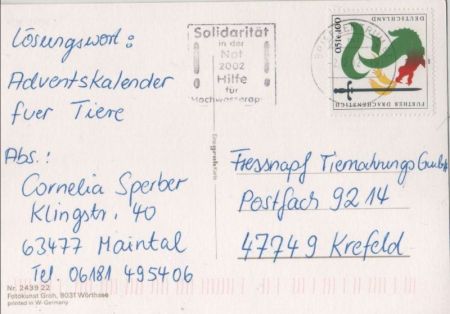 Lösungswort:
Adventskalender
fuer Tiere
Abs.:
Cornelia Sperber
Klingstr. 40
63477 Maintal
Tel. 06181 495406
Nr. 2439 22
Fotokunst Groh, 8031 Wörthsee
printed in W.-Germany
Solidarität
in der
Not
2002
Hilfe
für
Hochwasserop
DEUTSCHLAND
FURTHER DRACHENSTICH
Fressnapf Tiernahrungs GmbH
Postfach 9214
47749 Krefeld